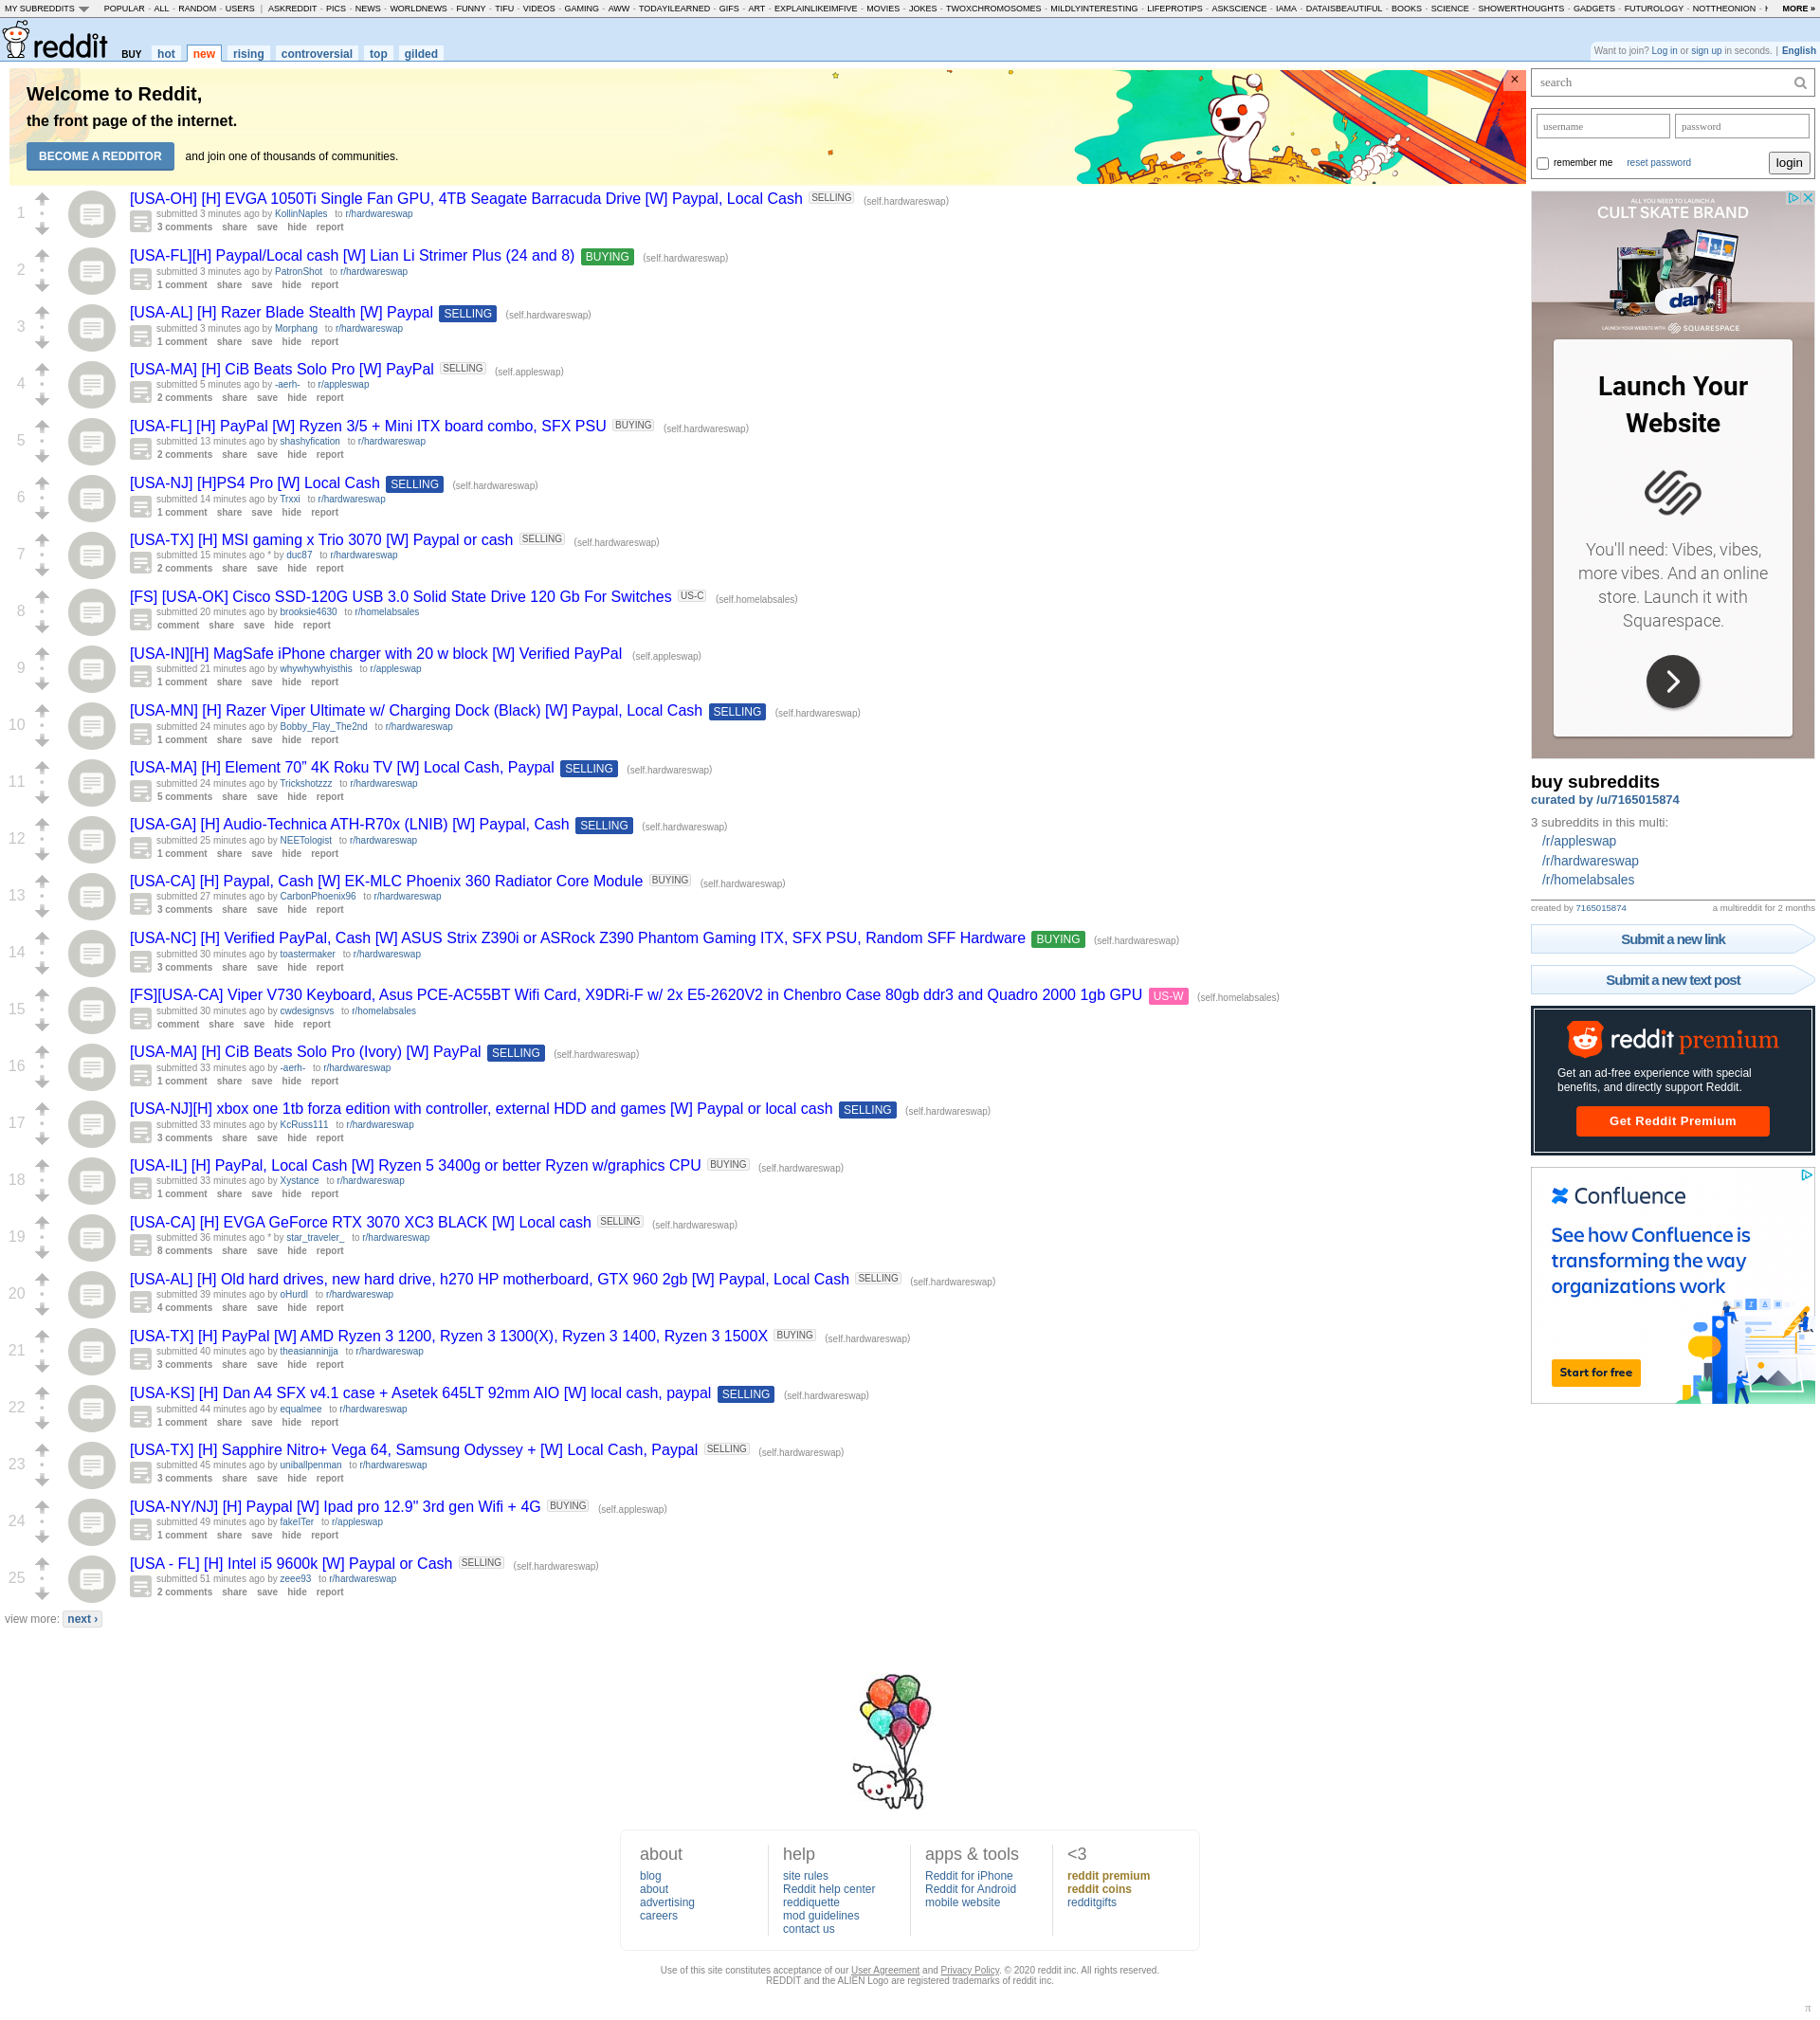 MY SUBREDDITS POPULAR - ALL - RANDOM - USERS | ASKREDDIT - PICS - NEWS - WORLDNEWS - FUNNY - TIFU - VIDEOS - GAMING - AWW - TODAYILEARNED - GIFS - ART - EXPLAINLIKEIMFIVE - MOVIES - JOKES - TWOXCHROMOSOMES - MILDLYINTERESTING - LIFEPROTIPS - ASKSCIENCE - IAMA - DATAISBEAUTIFUL - BOOKS - SCIENCE - SHOWERTHOUGHTS - GADGETS - FUTUROLOGY - NOTTHEONION - MORE »
reddit BUY hot new rising controversial top gilded
Want to join? Log in or sign up in seconds. | English
Welcome to Reddit,
the front page of the internet.
BECOME A REDDITOR and join one of thousands of communities.
1
[USA-OH] [H] EVGA 1050Ti Single Fan GPU, 4TB Seagate Barracuda Drive [W] Paypal, Local Cash SELLING (self.hardwareswap)
submitted 3 minutes ago by KollinNaples to r/hardwareswap
3 comments share save hide report
2
[USA-FL][H] Paypal/Local cash [W] Lian Li Strimer Plus (24 and 8) BUYING (self.hardwareswap)
submitted 3 minutes ago by PatronShot to r/hardwareswap
1 comment share save hide report
3
[USA-AL] [H] Razer Blade Stealth [W] Paypal SELLING (self.hardwareswap)
submitted 3 minutes ago by Morphang to r/hardwareswap
1 comment share save hide report
4
[USA-MA] [H] CiB Beats Solo Pro [W] PayPal SELLING (self.appleswap)
submitted 5 minutes ago by -aerh- to r/appleswap
2 comments share save hide report
5
[USA-FL] [H] PayPal [W] Ryzen 3/5 + Mini ITX board combo, SFX PSU BUYING (self.hardwareswap)
submitted 13 minutes ago by shashyfication to r/hardwareswap
2 comments share save hide report
6
[USA-NJ] [H]PS4 Pro [W] Local Cash SELLING (self.hardwareswap)
submitted 14 minutes ago by Trxxi to r/hardwareswap
1 comment share save hide report
7
[USA-TX] [H] MSI gaming x Trio 3070 [W] Paypal or cash SELLING (self.hardwareswap)
submitted 15 minutes ago * by duc87 to r/hardwareswap
2 comments share save hide report
8
[FS] [USA-OK] Cisco SSD-120G USB 3.0 Solid State Drive 120 Gb For Switches US-C (self.homelabsales)
submitted 20 minutes ago by brooksie4630 to r/homelabsales
comment share save hide report
9
[USA-IN][H] MagSafe iPhone charger with 20 w block [W] Verified PayPal (self.appleswap)
submitted 21 minutes ago by whywhywhyisthis to r/appleswap
1 comment share save hide report
10
[USA-MN] [H] Razer Viper Ultimate w/ Charging Dock (Black) [W] Paypal, Local Cash SELLING (self.hardwareswap)
submitted 24 minutes ago by Bobby_Flay_The2nd to r/hardwareswap
1 comment share save hide report
11
[USA-MA] [H] Element 70” 4K Roku TV [W] Local Cash, Paypal SELLING (self.hardwareswap)
submitted 24 minutes ago by Trickshotzzz to r/hardwareswap
5 comments share save hide report
12
[USA-GA] [H] Audio-Technica ATH-R70x (LNIB) [W] Paypal, Cash SELLING (self.hardwareswap)
submitted 25 minutes ago by NEETologist to r/hardwareswap
1 comment share save hide report
13
[USA-CA] [H] Paypal, Cash [W] EK-MLC Phoenix 360 Radiator Core Module BUYING (self.hardwareswap)
submitted 27 minutes ago by CarbonPhoenix96 to r/hardwareswap
3 comments share save hide report
14
[USA-NC] [H] Verified PayPal, Cash [W] ASUS Strix Z390i or ASRock Z390 Phantom Gaming ITX, SFX PSU, Random SFF Hardware BUYING (self.hardwareswap)
submitted 30 minutes ago by toastermaker to r/hardwareswap
3 comments share save hide report
15
[FS][USA-CA] Viper V730 Keyboard, Asus PCE-AC55BT Wifi Card, X9DRi-F w/ 2x E5-2620V2 in Chenbro Case 80gb ddr3 and Quadro 2000 1gb GPU US-W (self.homelabsales)
submitted 30 minutes ago by cwdesignsvs to r/homelabsales
comment share save hide report
16
[USA-MA] [H] CiB Beats Solo Pro (Ivory) [W] PayPal SELLING (self.hardwareswap)
submitted 33 minutes ago by -aerh- to r/hardwareswap
1 comment share save hide report
17
[USA-NJ][H] xbox one 1tb forza edition with controller, external HDD and games [W] Paypal or local cash SELLING (self.hardwareswap)
submitted 33 minutes ago by KcRuss111 to r/hardwareswap
3 comments share save hide report
18
[USA-IL] [H] PayPal, Local Cash [W] Ryzen 5 3400g or better Ryzen w/graphics CPU BUYING (self.hardwareswap)
submitted 33 minutes ago by Xystance to r/hardwareswap
1 comment share save hide report
19
[USA-CA] [H] EVGA GeForce RTX 3070 XC3 BLACK [W] Local cash SELLING (self.hardwareswap)
submitted 36 minutes ago * by star_traveler_ to r/hardwareswap
8 comments share save hide report
20
[USA-AL] [H] Old hard drives, new hard drive, h270 HP motherboard, GTX 960 2gb [W] Paypal, Local Cash SELLING (self.hardwareswap)
submitted 39 minutes ago by oHurdl to r/hardwareswap
4 comments share save hide report
21
[USA-TX] [H] PayPal [W] AMD Ryzen 3 1200, Ryzen 3 1300(X), Ryzen 3 1400, Ryzen 3 1500X BUYING (self.hardwareswap)
submitted 40 minutes ago by theasianninjja to r/hardwareswap
3 comments share save hide report
22
[USA-KS] [H] Dan A4 SFX v4.1 case + Asetek 645LT 92mm AIO [W] local cash, paypal SELLING (self.hardwareswap)
submitted 44 minutes ago by equalmee to r/hardwareswap
1 comment share save hide report
23
[USA-TX] [H] Sapphire Nitro+ Vega 64, Samsung Odyssey + [W] Local Cash, Paypal SELLING (self.hardwareswap)
submitted 45 minutes ago by uniballpenman to r/hardwareswap
3 comments share save hide report
24
[USA-NY/NJ] [H] Paypal [W] Ipad pro 12.9" 3rd gen Wifi + 4G BUYING (self.appleswap)
submitted 49 minutes ago by fakeITer to r/appleswap
1 comment share save hide report
25
[USA - FL] [H] Intel i5 9600k [W] Paypal or Cash SELLING (self.hardwareswap)
submitted 51 minutes ago by zeee93 to r/hardwareswap
2 comments share save hide report
view more: next ›
search
username password
remember me reset password login
ALL YOU NEED TO LAUNCH A
CULT SKATE BRAND
dan
LAUNCH YOUR WEBSITE WITH SQUARESPACE
Launch Your
Website
You'll need: Vibes, vibes,
more vibes. And an online
store. Launch it with
Squarespace.
buy subreddits
curated by /u/7165015874
3 subreddits in this multi:
/r/appleswap
/r/hardwareswap
/r/homelabsales
created by 7165015874 a multireddit for 2 months
Submit a new link
Submit a new text post
reddit premium
Get an ad-free experience with special
benefits, and directly support Reddit.
Get Reddit Premium
Confluence
See how Confluence is
transforming the way
organizations work
Start for free
about
blog
about
advertising
careers
help
site rules
Reddit help center
reddiquette
mod guidelines
contact us
apps & tools
Reddit for iPhone
Reddit for Android
mobile website
<3
reddit premium
reddit coins
redditgifts
Use of this site constitutes acceptance of our User Agreement and Privacy Policy. © 2020 reddit inc. All rights reserved.
REDDIT and the ALIEN Logo are registered trademarks of reddit inc.
π